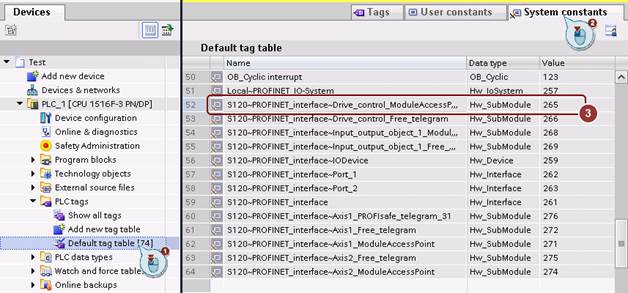 Devices
Tags
User constants
System constants
2
Default tag table
Name
Data type
Value
50 OB_Cyclic interrupt OB_Cyclic 123
51 Local~PROFINET_IO-System Hw_IoSystem 257
52 S120~PROFINET_interface~Drive_control_ModuleAccessP... Hw_SubModule 265
53 S120~PROFINET_interface~Drive_control_Free_telegram Hw_SubModule 266
54 S120~PROFINET_interface~Input_output_object_1_Modul... Hw_SubModule 268
55 S120~PROFINET_interface~Input_output_object_1_Free_... Hw_SubModule 269
56 S120~PROFINET_interface~IODevice Hw_Device 259
57 S120~PROFINET_interface~Port_1 Hw_Interface 262
58 S120~PROFINET_interface~Port_2 Hw_Interface 263
59 S120~PROFINET_interface Hw_Interface 261
60 S120~PROFINET_interface~Axis1_PROFIsafe_telegram_31 Hw_SubModule 276
61 S120~PROFINET_interface~Axis1_Free_telegram Hw_SubModule 272
62 S120~PROFINET_interface~Axis1_ModuleAccessPoint Hw_SubModule 271
63 S120~PROFINET_interface~Axis2_Free_telegram Hw_SubModule 275
64 S120~PROFINET_interface~Axis2_ModuleAccessPoint Hw_SubModule 274
3
Test
Add new device
Devices & networks
PLC_1 [CPU 1516F-3 PN/DP]
Device configuration
Online & diagnostics
Safety Administration
Program blocks
Technology objects
External source files
PLC tags
Show all tags
Add new tag table
Default tag table [74]
1
PLC data types
Watch and force table
Online backups